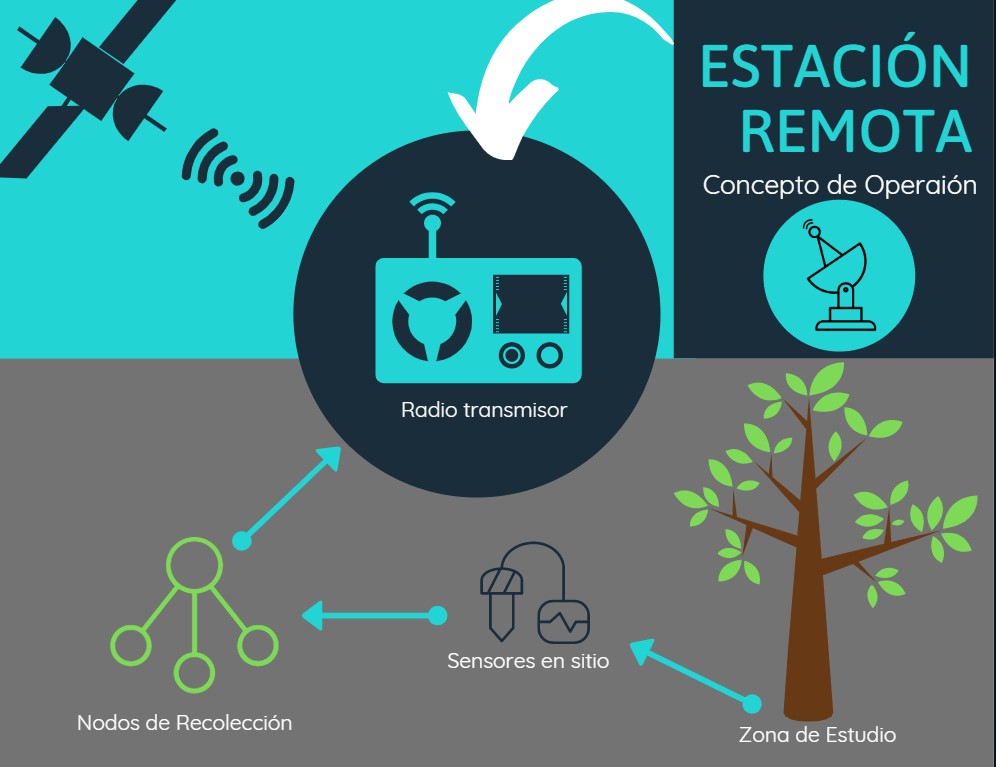 ESTACIÓN
REMOTA
Concepto de Operaión
Radio transmisor
Sensores en sitio
Nodos de Recolección
Zona de Estudio